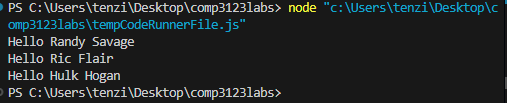 PS C:\Users\tenzi\Desktop\comp3123labs> node "c:\Users\tenzi\Desktop\c
omp3123labs\tempCodeRunnerFile.js"
Hello Randy Savage
Hello Ric Flair
Hello Hulk Hogan
PS C:\Users\tenzi\Desktop\comp3123labs>